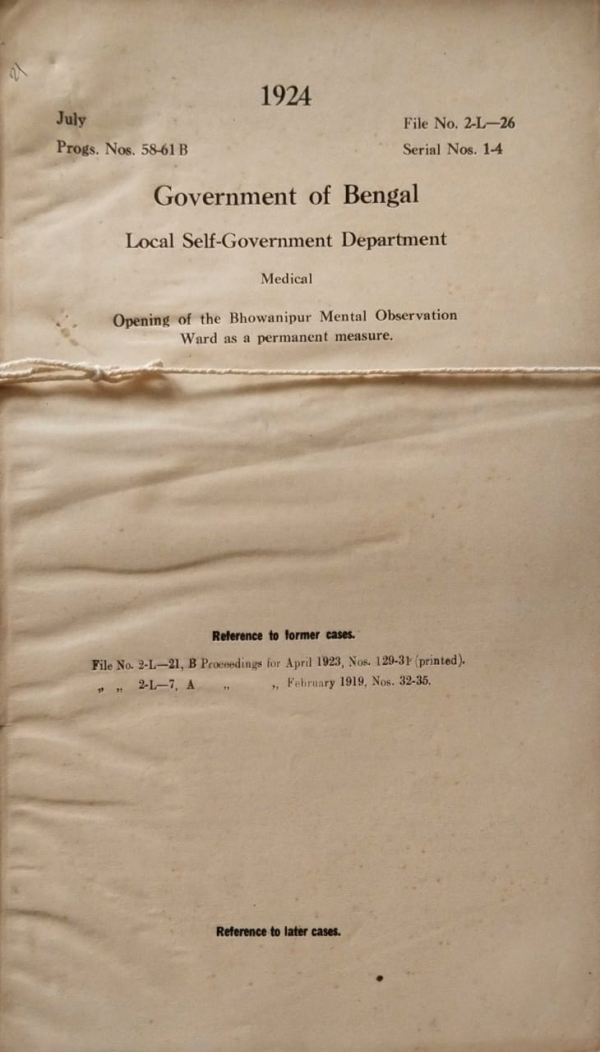 21
1924
July File No. 2-L—26
Progs. Nos. 58-61 B Serial Nos. 1-4
Government of Bengal
Local Self-Government Department
Medical
Opening of the Bhowanipur Mental Observation
Ward as a permanent measure.
Reference to former cases.
File No. 2-L—21, B Proceedings for April 1923, Nos. 129-31 (printed).
„ „ 2-L—7, A „ „ February 1919, Nos. 32-35.
Reference to later cases.